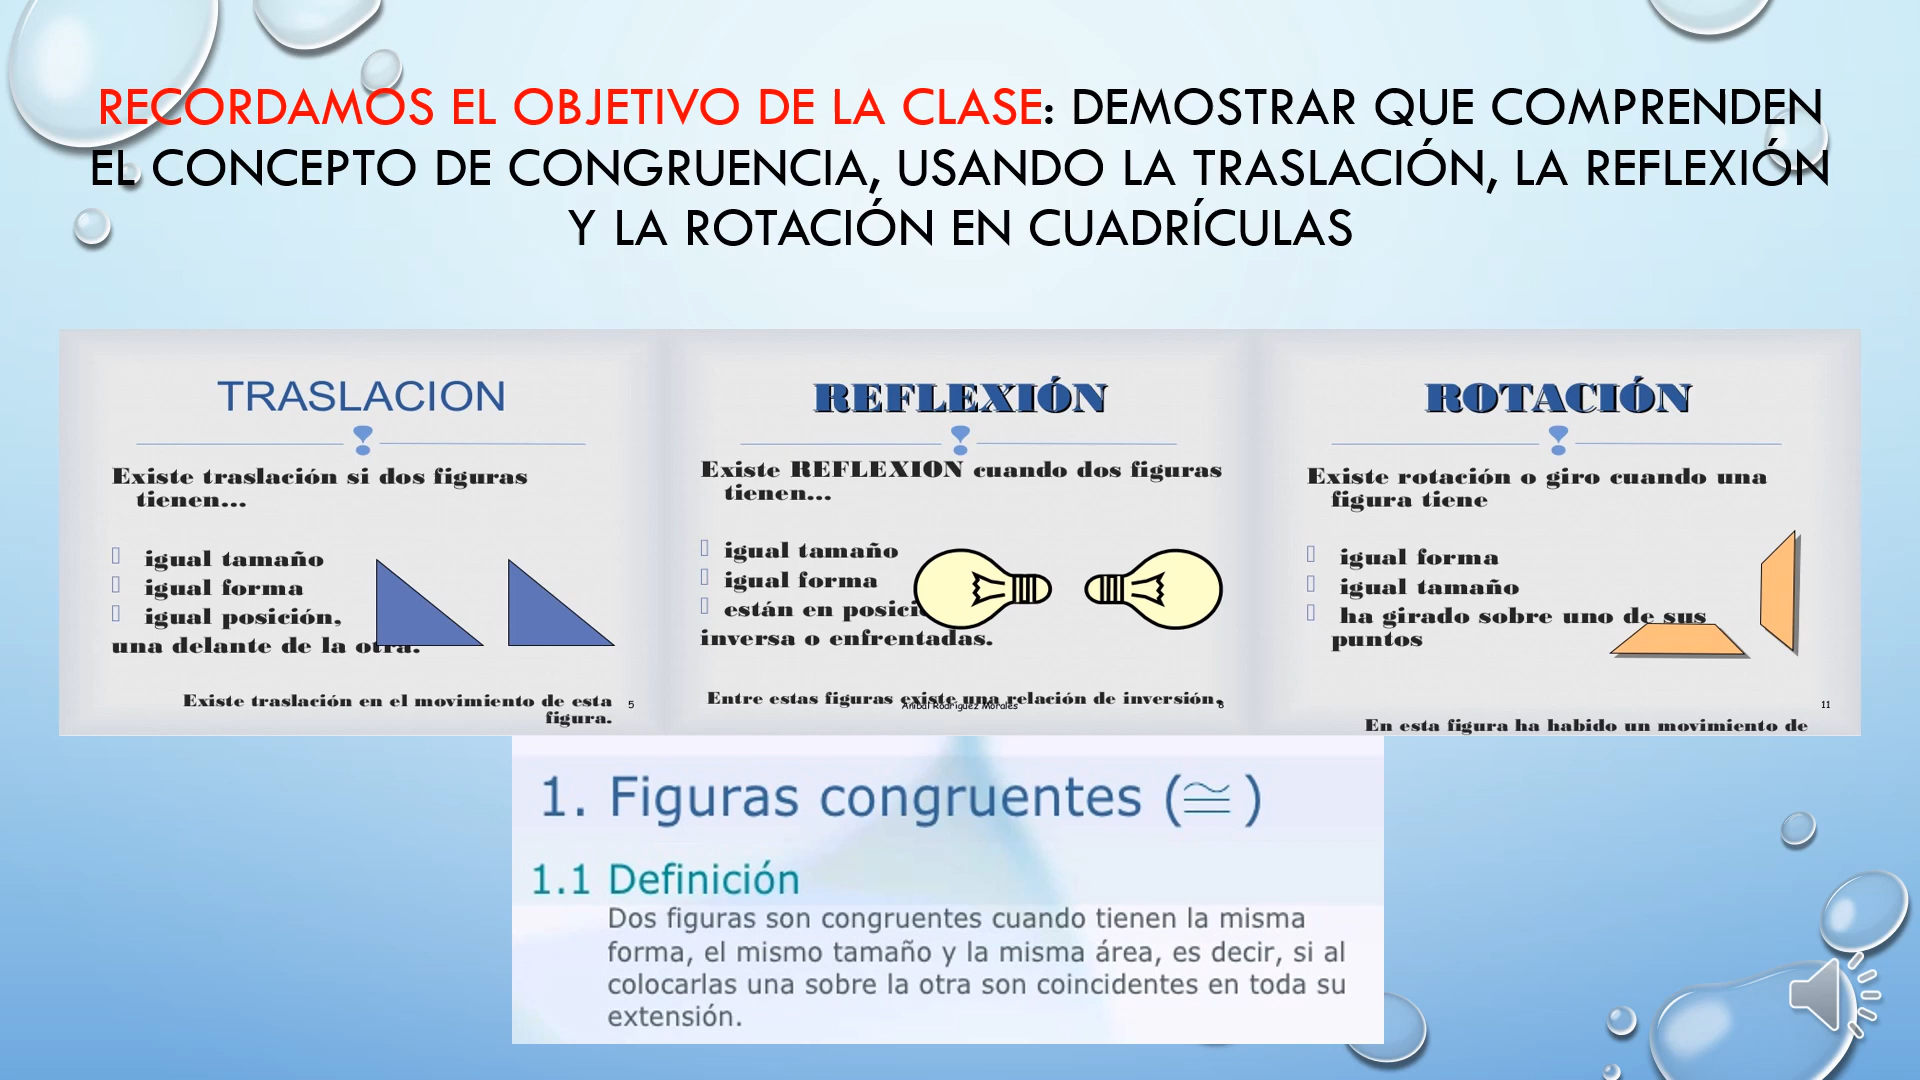 RECORDAMOS EL OBJETIVO DE LA CLASE: DEMOSTRAR QUE COMPRENDEN
EL CONCEPTO DE CONGRUENCIA, USANDO LA TRASLACIÓN, LA REFLEXIÓN
Y LA ROTACIÓN EN CUADRÍCULAS
TRASLACION
Existe traslación si dos figuras
tienen...
igual tamaño
igual forma
igual posición,
una delante de la otra.
Existe traslación en el movimiento de esta
figura.
5
REFLEXIÓN
Existe REFLEXION cuando dos figuras
tienen...
igual tamaño
igual forma
están en posici
inversa o enfrentadas.
Entre estas figuras existe una relación de inversión.
Aníbal Rodríguez Morales
ROTACIÓN
Existe rotación o giro cuando una
figura tiene
igual forma
igual tamaño
ha girado sobre uno de sus
puntos
11
En esta figura ha habido un movimiento de
1. Figuras congruentes (≅)
1.1 Definición
Dos figuras son congruentes cuando tienen la misma
forma, el mismo tamaño y la misma área, es decir, si al
colocarlas una sobre la otra son coincidentes en toda su
extensión.